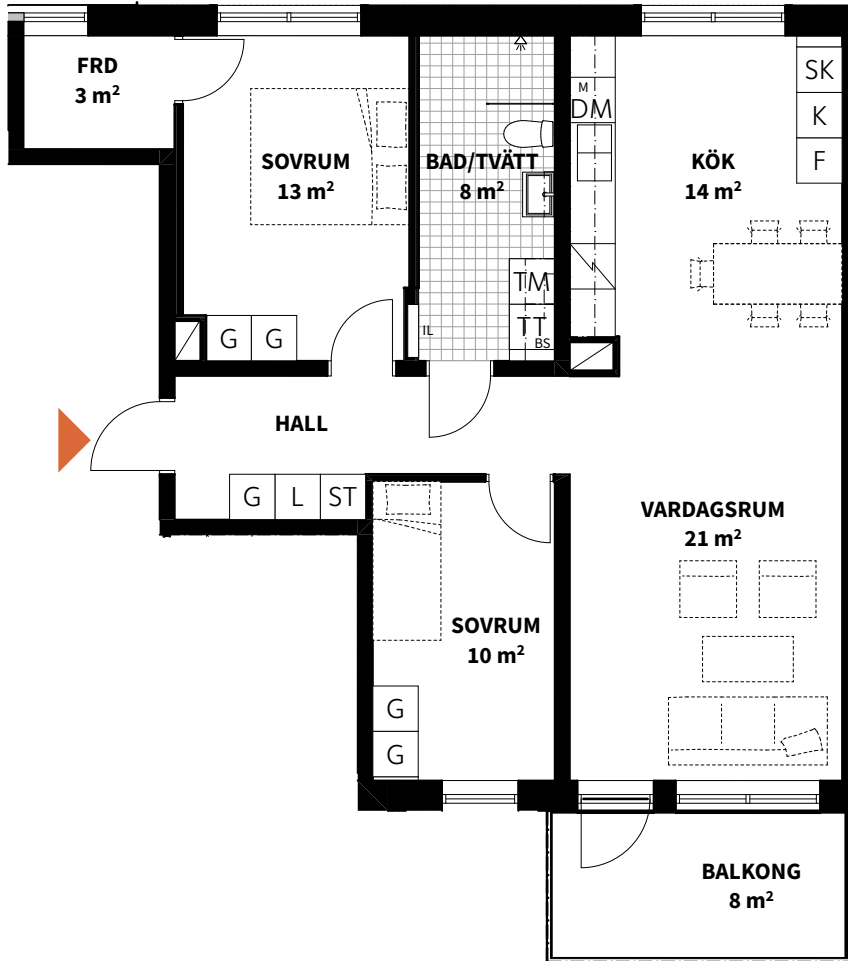 FRD
3 m²
SOVRUM
13 m²
BAD/TVÄTT
8 m²
M
DM
KÖK
14 m²
SK
K
F
TM
TT
BS
IL
G G
HALL
G L ST
VARDAGSRUM
21 m²
SOVRUM
10 m²
G
G
BALKONG
8 m²